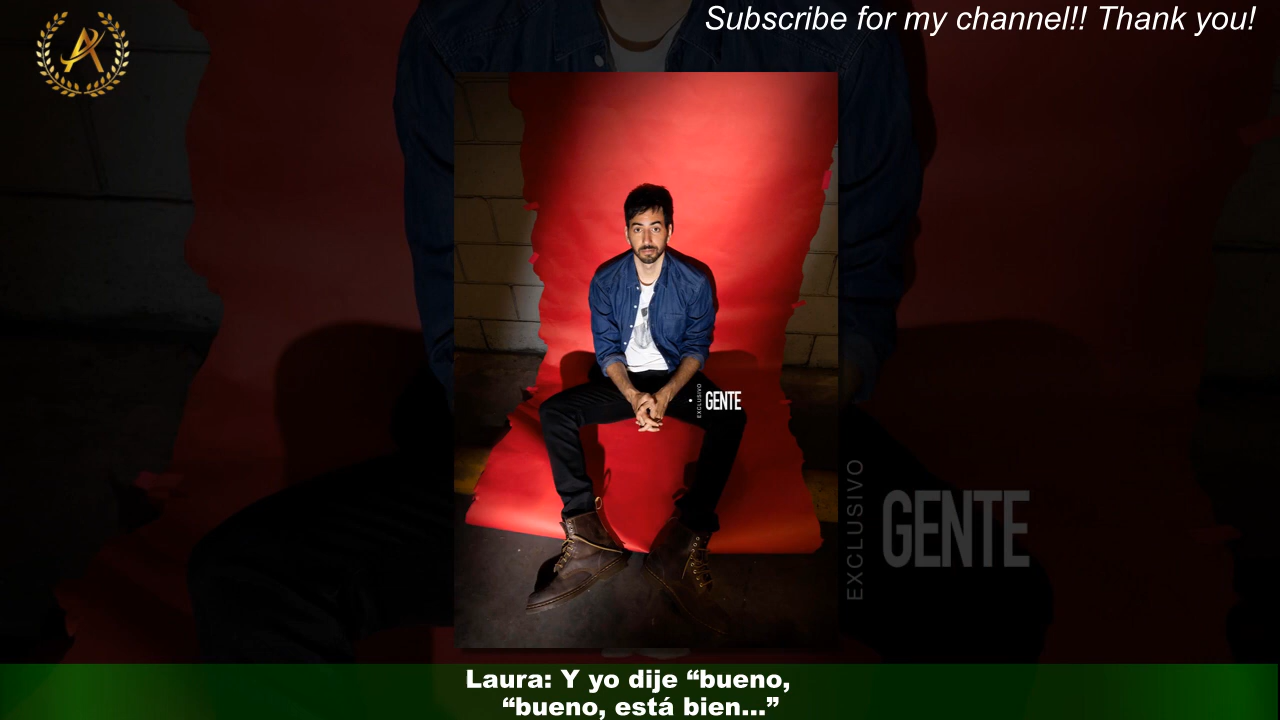 Subscribe for my channel!! Thank you!
EXCLUSIVO
GENTE
EXCLUSIVO
GENTE
Laura: Y yo dije “bueno,
“bueno, está bien...”